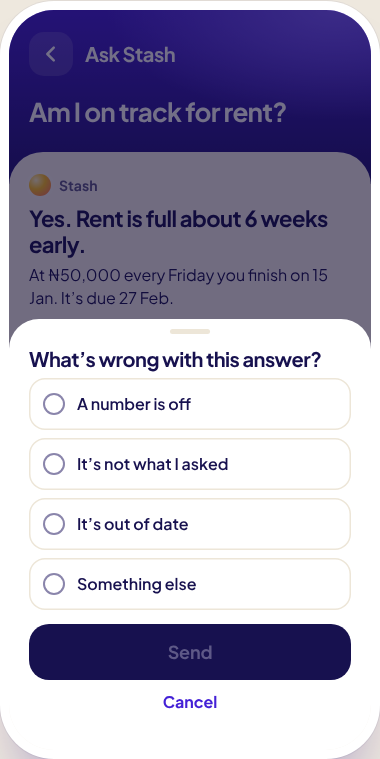 Ask Stash
Am I on track for rent?
Stash
Yes. Rent is full about 6 weeks
early.
At ₦50,000 every Friday you finish on 15
Jan. It’s due 27 Feb.
What’s wrong with this answer?
A number is off
It’s not what I asked
It’s out of date
Something else
Send
Cancel